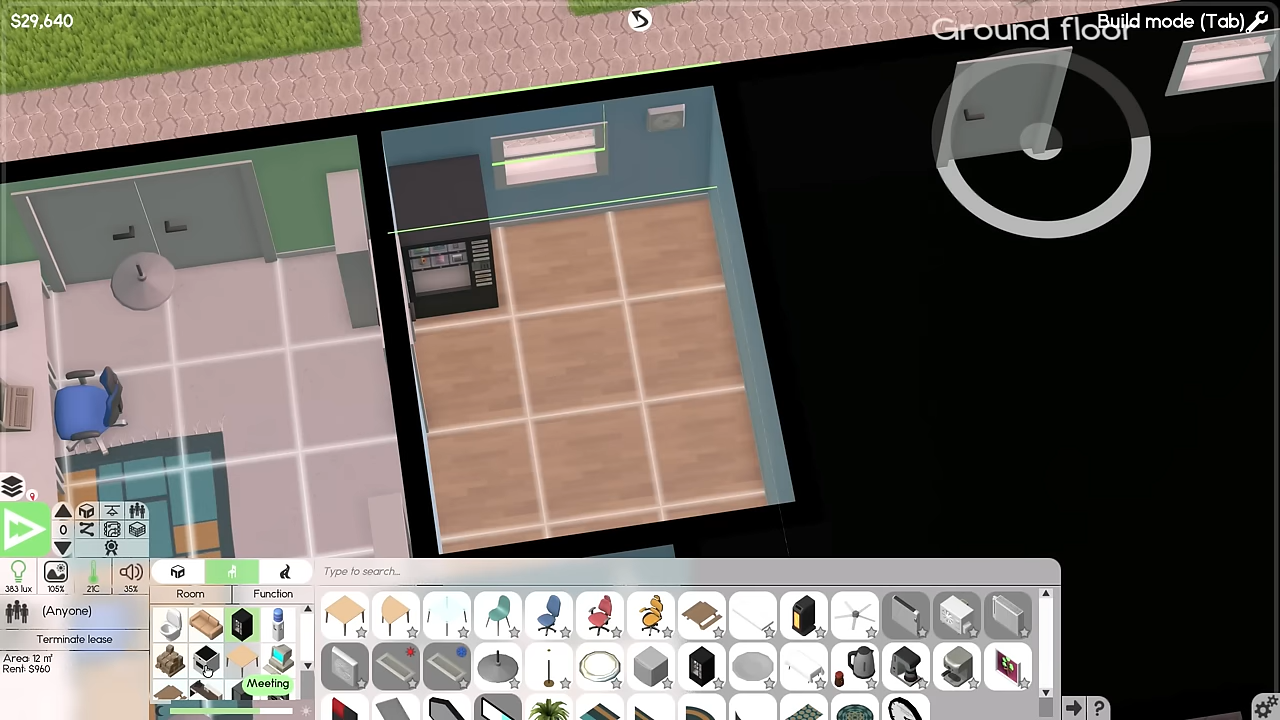 $29,640
Ground floor
Build mode (Tab)
0
383 lux
105%
21C
35%
(Anyone)
Terminate lease
Area: 12 m²
Rent: $960
Room
Function
Type to search...
Meeting
?